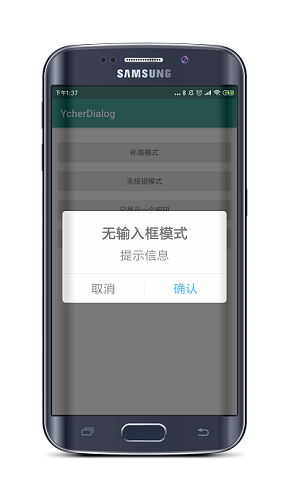 SAMSUNG
下午1:37
YcherDialog
标准模式
无按钮模式
只显示一个按钮
无输入框模式
提示信息
取消
确认